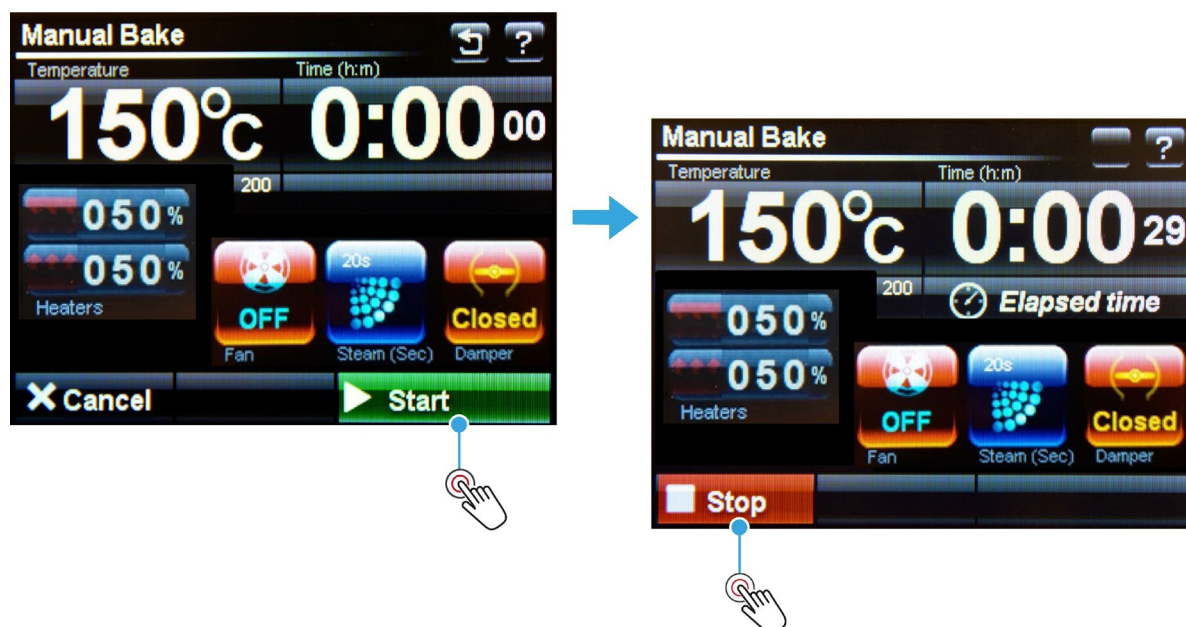 Manual Bake
?
Temperature
Time (h:m)
150°C
0:00 00
200
050%
050%
Heaters
20s
OFF
Closed
Fan
Steam (Sec)
Damper
Cancel
Start
Manual Bake
?
Temperature
Time (h:m)
150°C
0:00 29
200
Elapsed time
050%
050%
Heaters
20s
OFF
Closed
Fan
Steam (Sec)
Damper
Stop